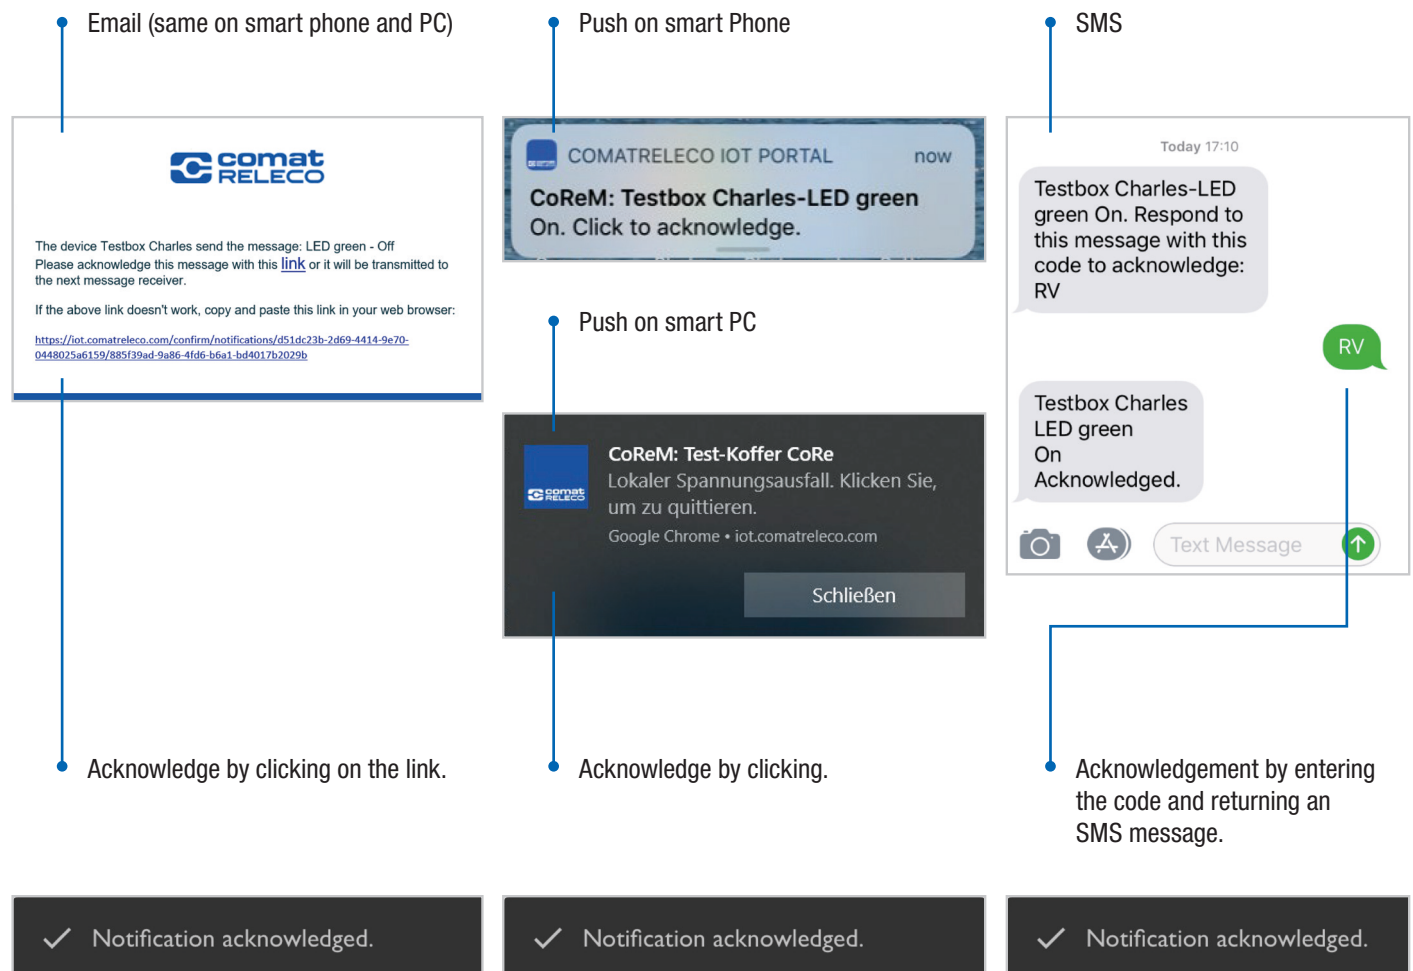 Email (same on smart phone and PC)
comat
RELECO
The device Testbox Charles send the message: LED green - Off
Please acknowledge this message with this link or it will be transmitted to
the next message receiver.
If the above link doesn't work, copy and paste this link in your web browser:
https://iot.comatreleco.com/confirm/notifications/d51dc23b-2d69-4414-9e70-
0448025a6159/885f39ad-9a86-4fd6-b6a1-bd4017b2029b
Acknowledge by clicking on the link.
Notification acknowledged.
Push on smart Phone
COMATRELECO IOT PORTAL now
CoReM: Testbox Charles-LED green
On. Click to acknowledge.
Push on smart PC
comat
RELECO
CoReM: Test-Koffer CoRe
Lokaler Spannungsausfall. Klicken Sie,
um zu quittieren.
Google Chrome • iot.comatreleco.com
Schließen
Acknowledge by clicking.
Notification acknowledged.
SMS
Today 17:10
Testbox Charles-LED
green On. Respond to
this message with this
code to acknowledge:
RV
RV
Testbox Charles
LED green
On
Acknowledged.
Text Message
Acknowledgement by entering
the code and returning an
SMS message.
Notification acknowledged.